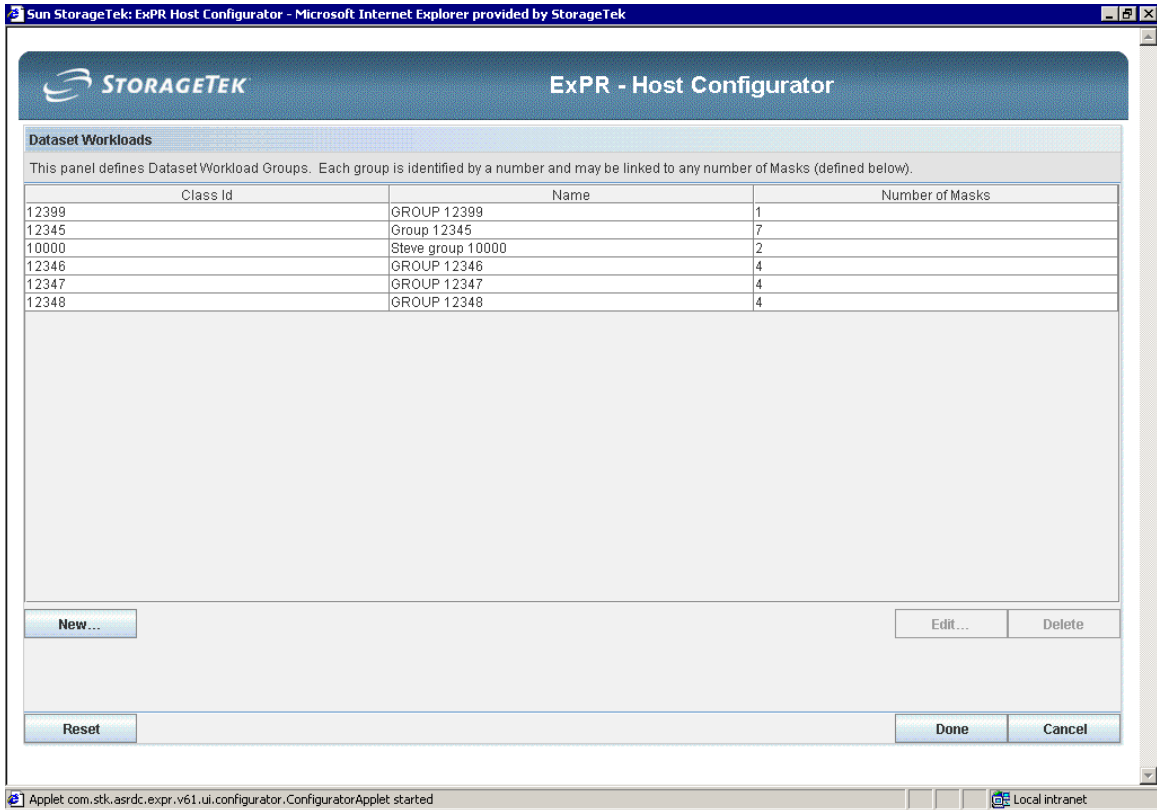 Sun StorageTek: ExPR Host Configurator - Microsoft Internet Explorer provided by StorageTek
STORAGETEK
ExPR - Host Configurator
Dataset Workloads
This panel defines Dataset Workload Groups. Each group is identified by a number and may be linked to any number of Masks (defined below).
Class Id Name Number of Masks
12399 GROUP 12399 1
12345 Group 12345 7
10000 Steve group 10000 2
12346 GROUP 12346 4
12347 GROUP 12347 4
12348 GROUP 12348 4
New... Edit... Delete
Reset Done Cancel
Applet com.stk.asrdc.expr.v61.ui.configurator.ConfiguratorApplet started Local intranet